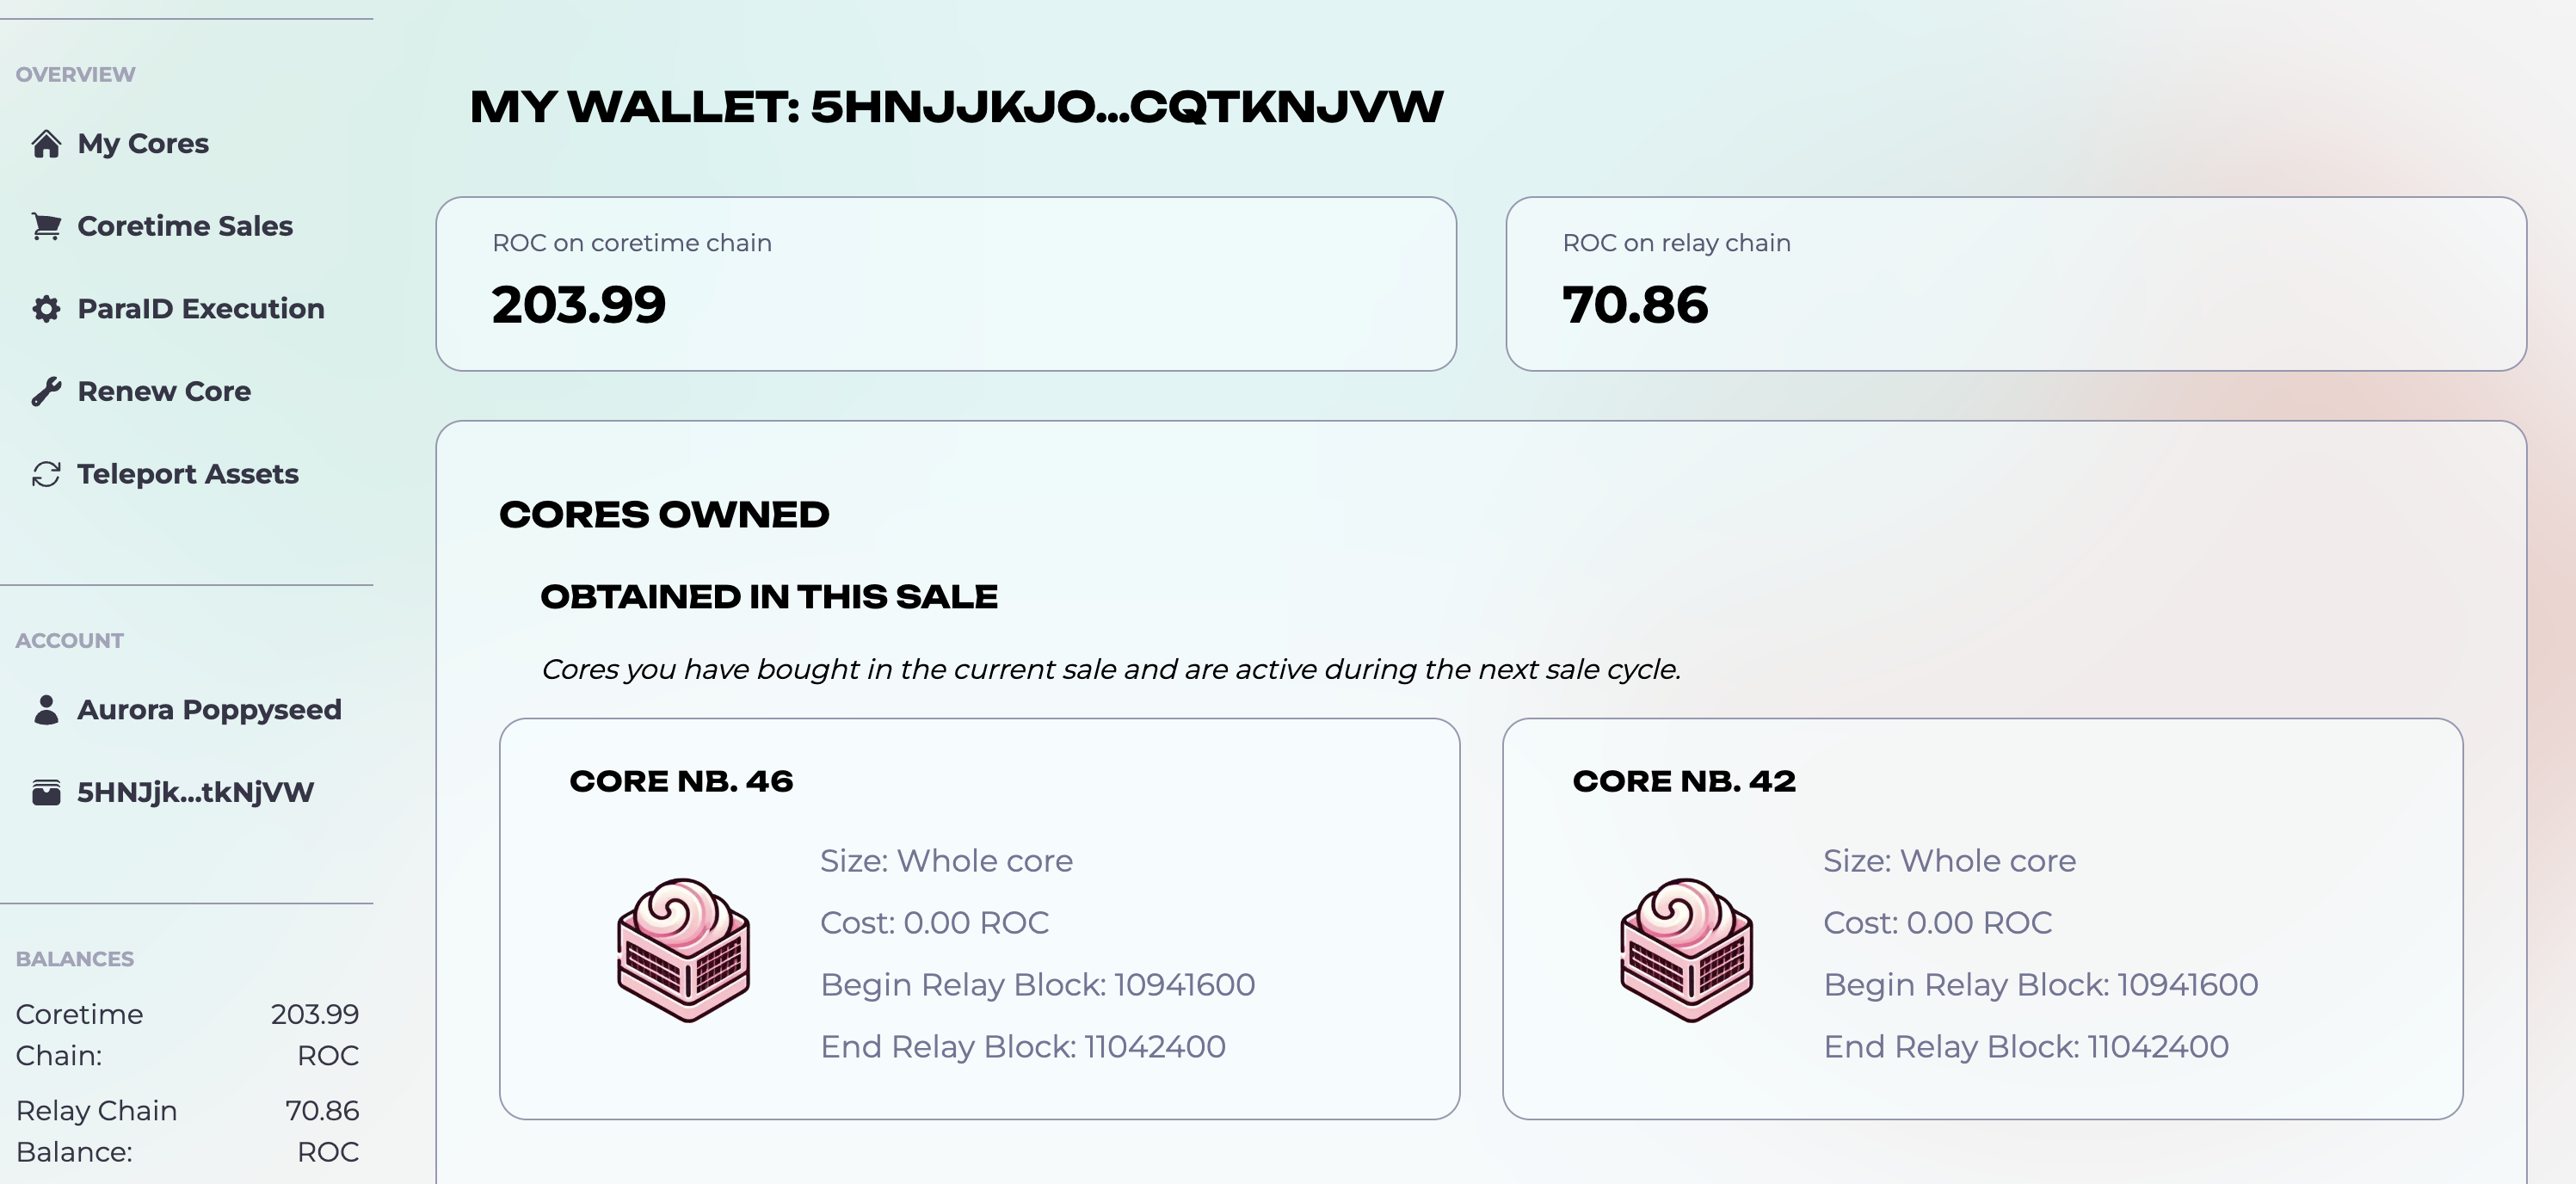 OVERVIEW
My Cores
Coretime Sales
ParaID Execution
Renew Core
Teleport Assets
ACCOUNT
Aurora Poppyseed
5HNJjk...tkNjVW
BALANCES
Coretime Chain: 203.99 ROC
Relay Chain Balance: 70.86 ROC
MY WALLET: 5HNJJKJO...CQTKNJVW
ROC on coretime chain
203.99
ROC on relay chain
70.86
CORES OWNED
OBTAINED IN THIS SALE
Cores you have bought in the current sale and are active during the next sale cycle.
CORE NB. 46
Size: Whole core
Cost: 0.00 ROC
Begin Relay Block: 10941600
End Relay Block: 11042400
CORE NB. 42
Size: Whole core
Cost: 0.00 ROC
Begin Relay Block: 10941600
End Relay Block: 11042400